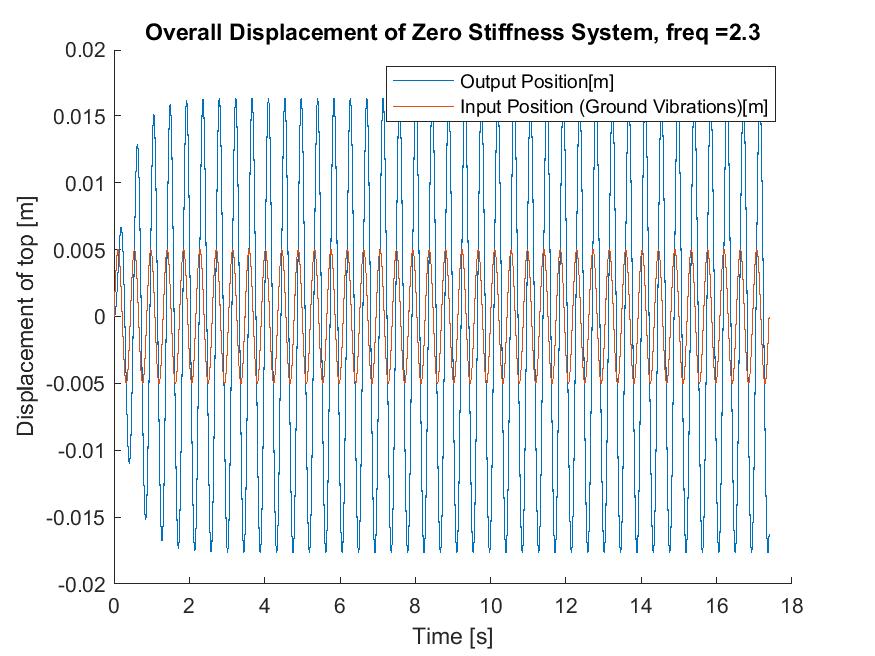 Overall Displacement of Zero Stiffness System, freq =2.3
0.02
Output Position[m]
Input Position (Ground Vibrations)[m]
0.015
0.01
0.005
0
-0.005
-0.01
-0.015
-0.02
Displacement of top [m]
0 2 4 6 8 10 12 14 16 18
Time [s]